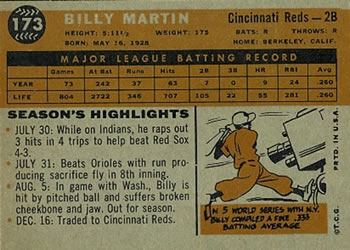 173
BILLY MARTIN
Cincinnati Reds — 2B
HEIGHT: 5:11½ WEIGHT: 175 BATS: R THROWS: R
BORN: MAY 16, 1928 HOME: BERKELEY, CALIF.
MAJOR LEAGUE BATTING RECORD
Games At-Bat Runs Hits 2B 3B HR RBI Avg.
YEAR 73 242 37 63 7 0 9 24 .260
LIFE 804 2722 346 707 105 22 281 .260
SEASON'S HIGHLIGHTS
• JULY 30: While on Indians, he raps out
3 hits in 4 trips to help beat Red Sox
4-3.
• JULY 31: Beats Orioles with run pro-
ducing sacrifice fly in 8th inning.
• AUG. 5: In game with Wash., Billy is
hit by pitched ball and suffers broken
cheekbone and jaw. Out for season.
• DEC. 16: Traded to Cincinnati Reds.
IN 5 WORLD SERIES WITH N.Y.
BILLY COMPILED A FINE .333
BATTING AVERAGE.
©T.C.G. PRTD. IN U.S.A.